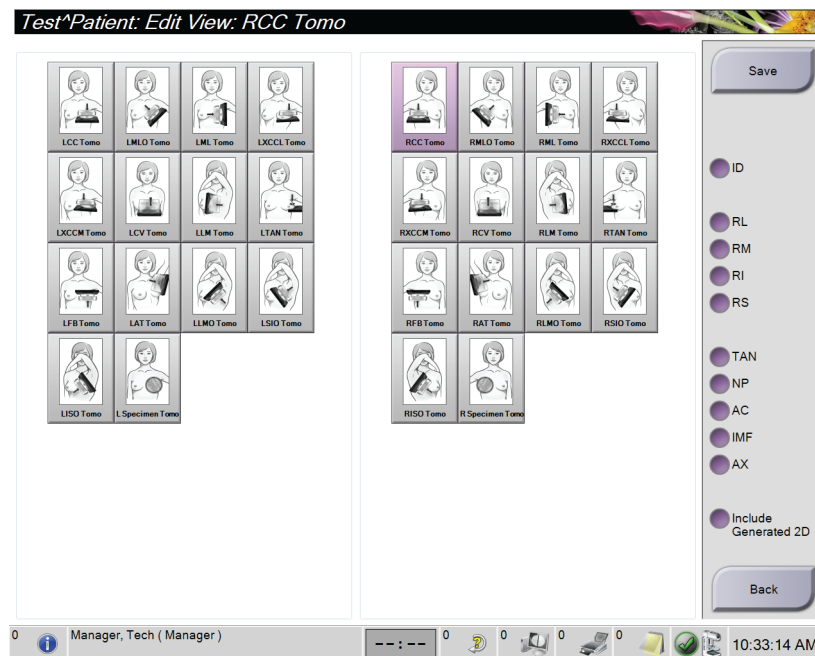 Test^Patient: Edit View: RCC Tomo
LCC Tomo
LMLO Tomo
LML Tomo
LXCCL Tomo
LXCCM Tomo
LCV Tomo
LLM Tomo
LTAN Tomo
LFB Tomo
LAT Tomo
LLMO Tomo
LSIO Tomo
LISO Tomo
L Specimen Tomo
RCC Tomo
RMLO Tomo
RML Tomo
RXCCL Tomo
RXCCM Tomo
RCV Tomo
RLM Tomo
RTAN Tomo
RFB Tomo
RAT Tomo
RLMO Tomo
RSIO Tomo
RISO Tomo
R Specimen Tomo
Save
ID
RL
RM
RI
RS
TAN
NP
AC
IMF
AX
Include
Generated 2D
Back
0
Manager, Tech ( Manager )
--:--
0
0
0
0
10:33:14 AM